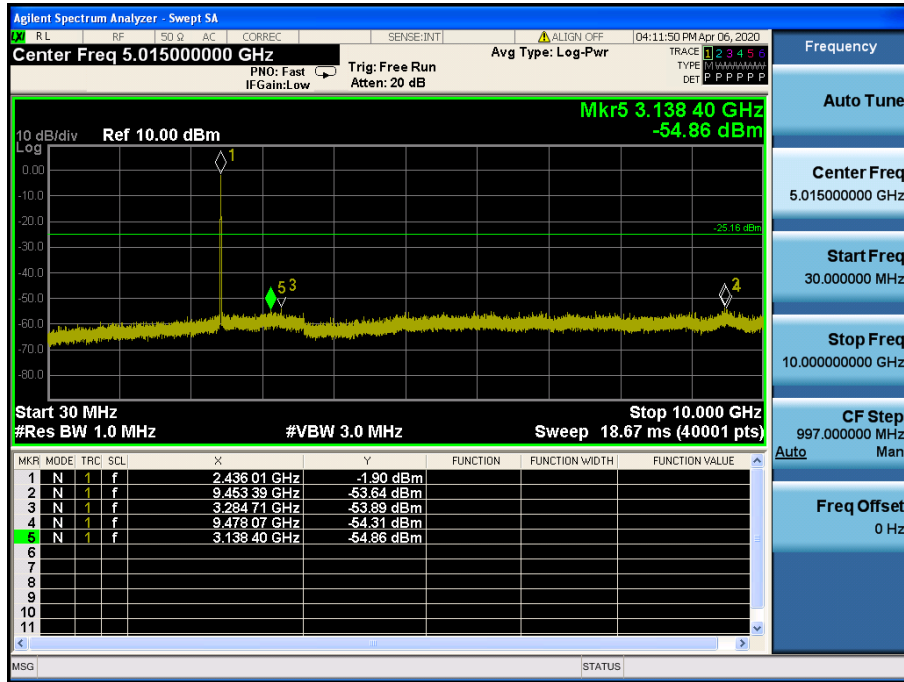 Agilent Spectrum Analyzer - Swept SA
LXI RL RF 50 Ω AC CORREC SENSE:INT ALIGN OFF 04:11:50 PM Apr 06, 2020
Center Freq 5.015000000 GHz
PNO: Fast
IFGain:Low
Trig: Free Run
Atten: 20 dB
Avg Type: Log-Pwr
TRACE 1 2 3 4 5 6
TYPE M WWWWW
DET P P P P P P
Mkr5 3.138 40 GHz
-54.86 dBm
10 dB/div Ref 10.00 dBm
Log
0.00
-10.0
-20.0
-30.0
-40.0
-50.0
-60.0
-70.0
-80.0
1
-25.16 dBm
5 3
4
Start 30 MHz Stop 10.000 GHz
#Res BW 1.0 MHz #VBW 3.0 MHz Sweep 18.67 ms (40001 pts)
MKR MODE TRC SCL X Y FUNCTION FUNCTION WIDTH FUNCTION VALUE
1 N 1 f 2.436 01 GHz -1.90 dBm
2 N 1 f 9.453 39 GHz -53.64 dBm
3 N 1 f 3.284 71 GHz -53.89 dBm
4 N 1 f 9.478 07 GHz -54.31 dBm
5 N 1 f 3.138 40 GHz -54.86 dBm
6
7
8
9
10
11
MSG STATUS
Frequency
Auto Tune
Center Freq
5.015000000 GHz
Start Freq
30.000000 MHz
Stop Freq
10.000000000 GHz
CF Step
997.000000 MHz
Auto Man
Freq Offset
0 Hz